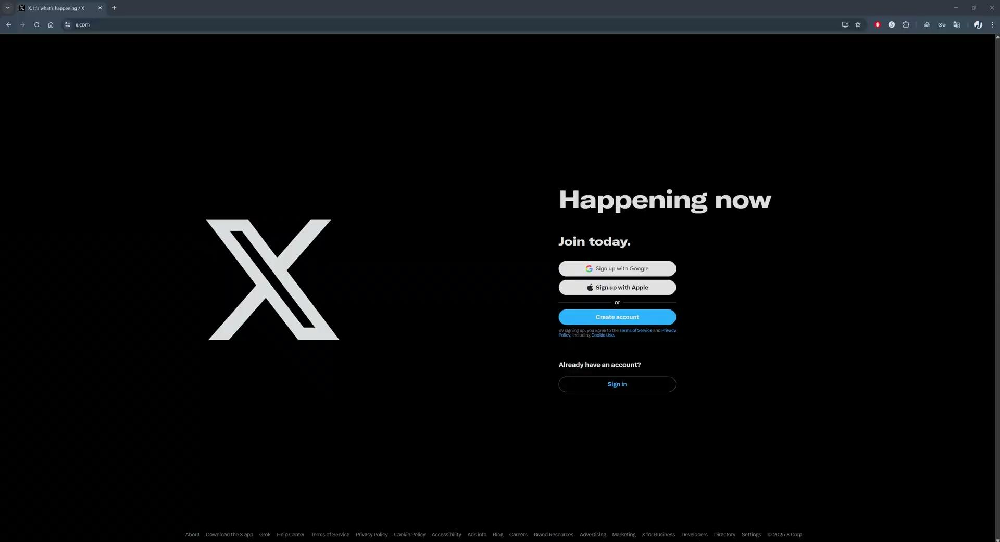 X. It's what's happening / X
x.com
Happening now
Join today.
Sign up with Google
Sign up with Apple
or
Create account
By signing up, you agree to the Terms of Service and Privacy
Policy, including Cookie Use.
Already have an account?
Sign in
About Download the X app Grok Help Center Terms of Service Privacy Policy Cookie Policy Accessibility Ads info Blog Careers Brand Resources Advertising Marketing X for Business Developers Directory Settings © 2025 X Corp.